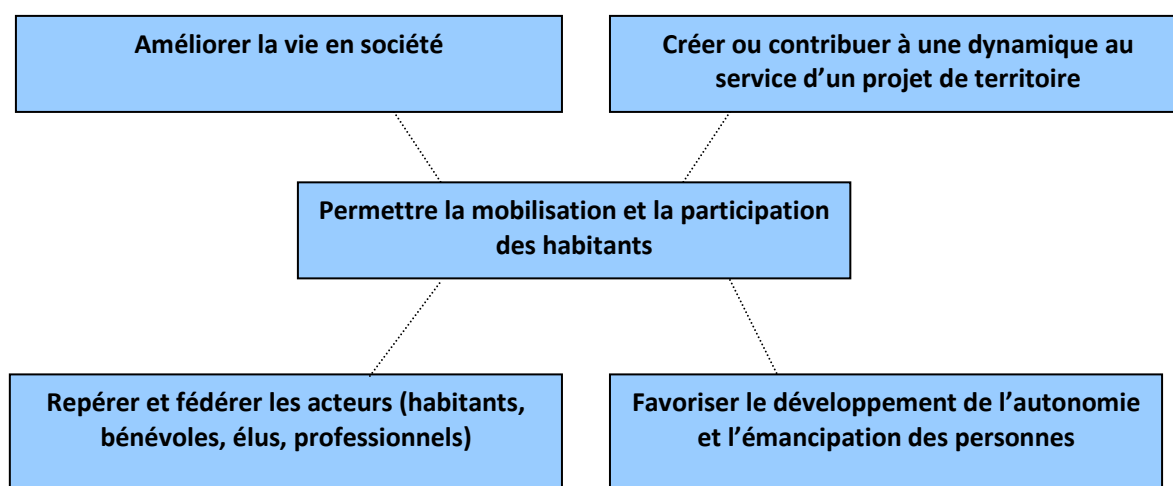 Améliorer la vie en société
Créer ou contribuer à une dynamique au
service d’un projet de territoire
Permettre la mobilisation et la participation
des habitants
Repérer et fédérer les acteurs (habitants,
bénévoles, élus, professionnels)
Favoriser le développement de l’autonomie
et l’émancipation des personnes